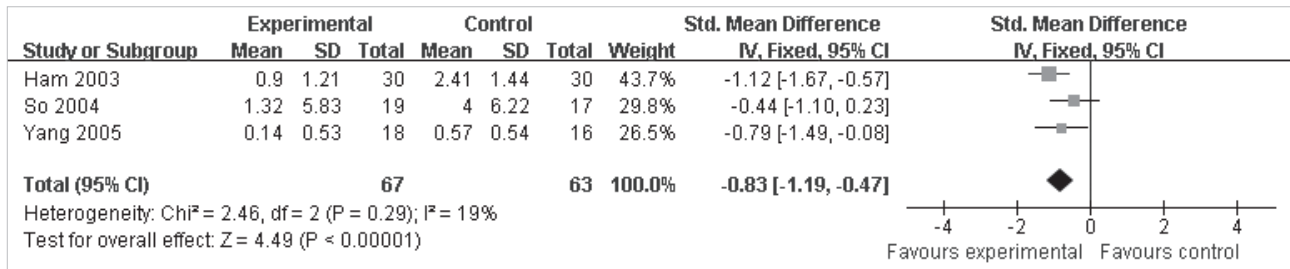 Experimental Control Std. Mean Difference Std. Mean Difference
Study or Subgroup Mean SD Total Mean SD Total Weight IV, Fixed, 95% CI IV, Fixed, 95% CI
Ham 2003 0.9 1.21 30 2.41 1.44 30 43.7% -1.12 [-1.67, -0.57]
So 2004 1.32 5.83 19 4 6.22 17 29.8% -0.44 [-1.10, 0.23]
Yang 2005 0.14 0.53 18 0.57 0.54 16 26.5% -0.79 [-1.49, -0.08]
Total (95% CI) 67 63 100.0% -0.83 [-1.19, -0.47]
Heterogeneity: Chi² = 2.46, df = 2 (P = 0.29); I² = 19%
Test for overall effect: Z = 4.49 (P < 0.00001)
-4 -2 0 2 4
Favours experimental Favours control